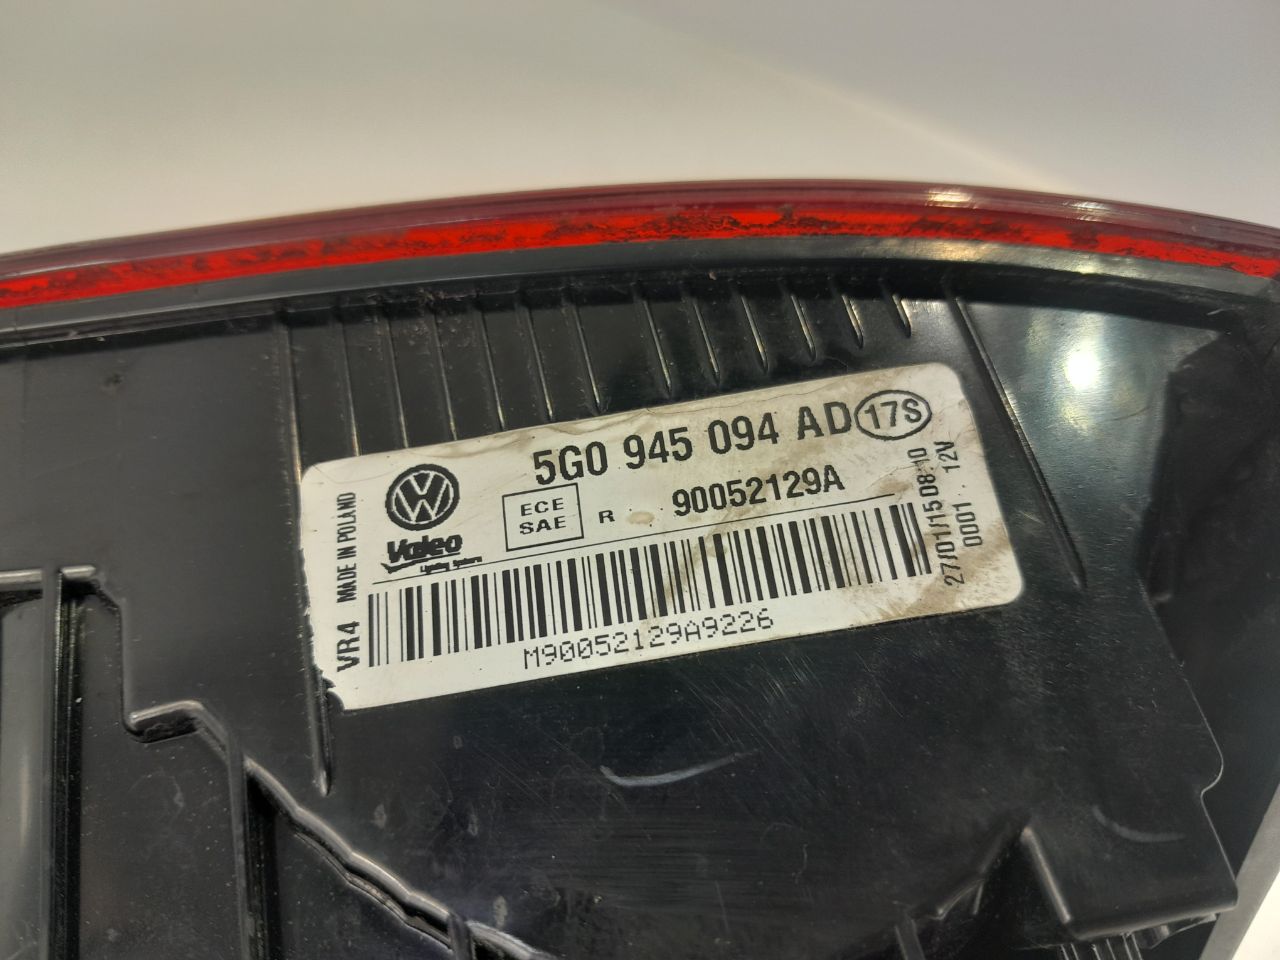 5G0 945 094 AD 17S
ECE
SAE
R 90052129A
Valeo
M90052129A9226
VR4 MADE IN POLAND
27/01/15 08:10
0001 12V